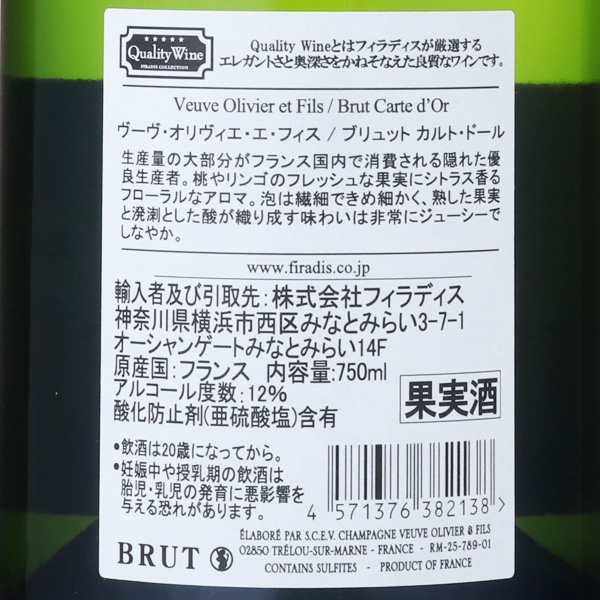 Quality Wine
FIRADIS COLLECTION
Quality Wineとはフィラディスが厳選する
エレガントさと奥深さをかねそなえた良質なワインです。
Veuve Olivier et Fils / Brut Carte d'Or
ヴーヴ・オリヴィエ・エ・フィス / ブリュット カルト・ドール
生産量の大部分がフランス国内で消費される隠れた優
良生産者。桃やリンゴのフレッシュな果実にシトラス香る
フローラルなアロマ。泡は繊細できめ細かく、熟した果実
と溌溂とした酸が織り成す味わいは非常にジューシーで
しなやか。
www.firadis.co.jp
輸入者及び引取先:株式会社フィラディス
神奈川県横浜市西区みなとみらい3-7-1
オーシャンゲートみなとみらい14F
原産国:フランス 内容量:750ml
アルコール度数:12%
酸化防止剤(亜硫酸塩)含有
果実酒
•飲酒は20歳になってから。
•妊娠中や授乳期の飲酒は
胎児・乳児の発育に悪影響を
与える恐れがあります。
4 571376 382138
BRUT
ÉLABORÉ PAR S.C.E.V. CHAMPAGNE VEUVE OLIVIER & FILS
02850 TRÉLOU-SUR-MARNE - FRANCE - RM-25-789-01
CONTAINS SULFITES - PRODUCT OF FRANCE